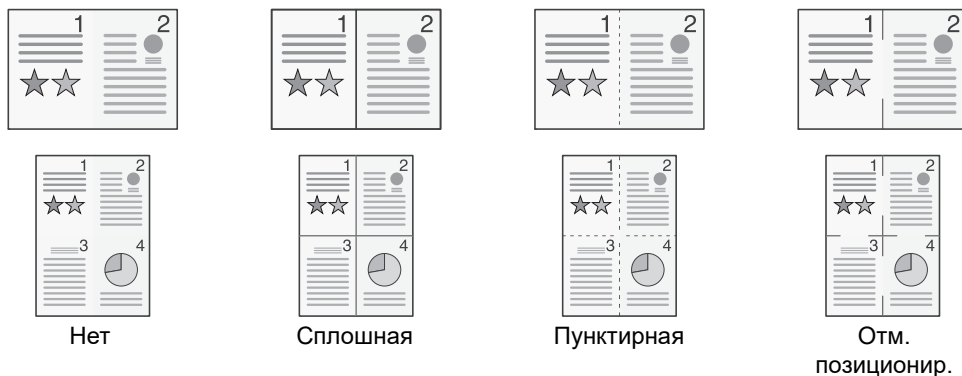 1 2 1 2 1 2 1 2
1 2 1 2 1 2 1 2
3 4 3 4 3 4 3 4
Нет Сплошная Пунктирная Отм.
позиционир.